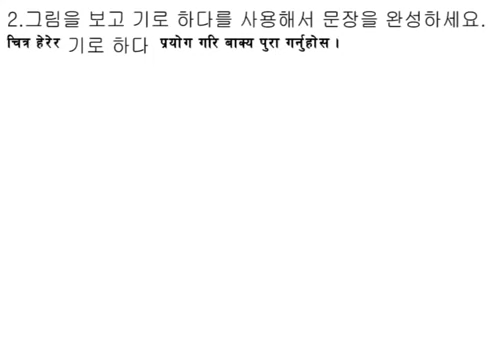 2.그림을 보고 기로 하다를 사용해서 문장을 완성하세요.
चित्र हेरेर 기로 하다 प्रयोग गरि बाक्य पुरा गर्नुहोस ।